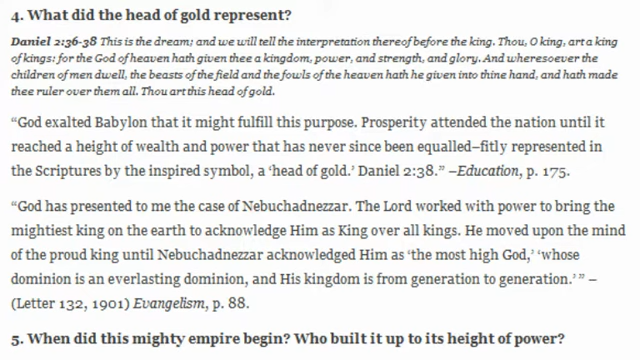 4. What did the head of gold represent?
Daniel 2:36-38 This is the dream; and we will tell the interpretation thereof before the king. Thou, O king, art a king
of kings: for the God of heaven hath given thee a kingdom, power, and strength, and glory. And wheresoever the
children of men dwell, the beasts of the field and the fowls of the heaven hath he given into thine hand, and hath made
thee ruler over them all. Thou art this head of gold.
“God exalted Babylon that it might fulfill this purpose. Prosperity attended the nation until it
reached a height of wealth and power that has never since been equalled–fitly represented in
the Scriptures by the inspired symbol, a ‘head of gold.’ Daniel 2:38.” –Education, p. 175.
“God has presented to me the case of Nebuchadnezzar. The Lord worked with power to bring the
mightiest king on the earth to acknowledge Him as King over all kings. He moved upon the mind
of the proud king until Nebuchadnezzar acknowledged Him as ‘the most high God,’ ‘whose
dominion is an everlasting dominion, and His kingdom is from generation to generation.’ ” –
(Letter 132, 1901) Evangelism, p. 88.
5. When did this mighty empire begin? Who built it up to its height of power?